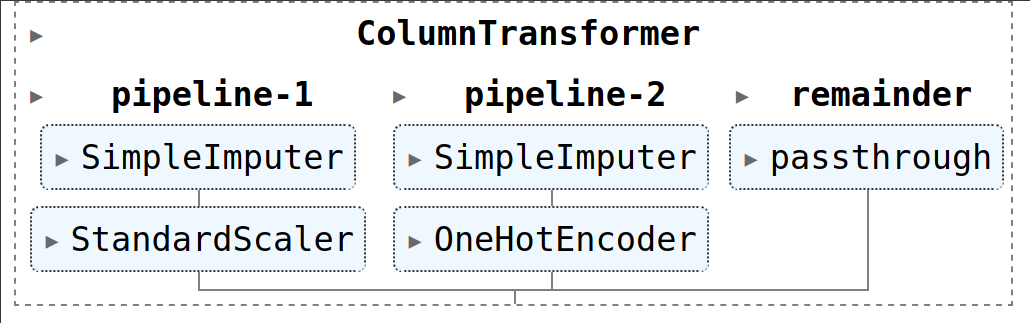 ColumnTransformer
pipeline-1 pipeline-2 remainder
SimpleImputer SimpleImputer passthrough
StandardScaler OneHotEncoder